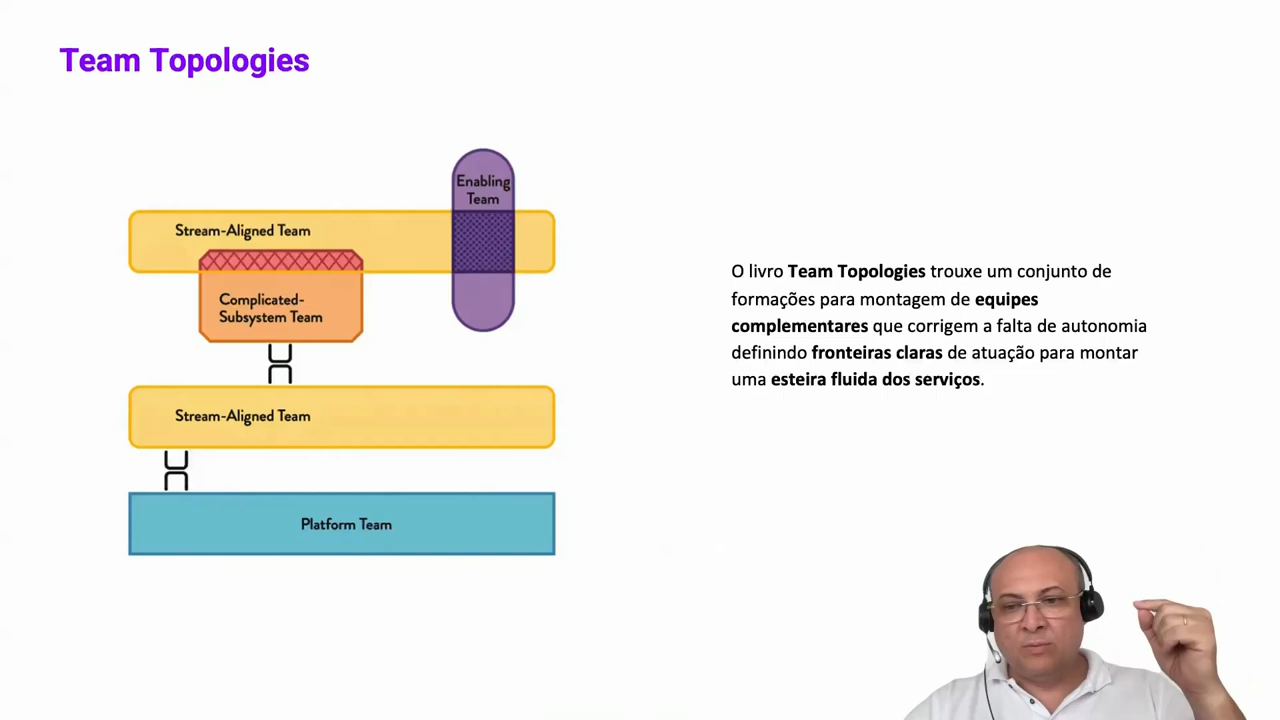 Team Topologies
Enabling
Team
Stream-Aligned Team
Complicated-
Subsystem Team
Stream-Aligned Team
Platform Team
O livro Team Topologies trouxe um conjunto de
formações para montagem de equipes
complementares que corrigem a falta de autonomia
definindo fronteiras claras de atuação para montar
uma esteira fluida dos serviços.